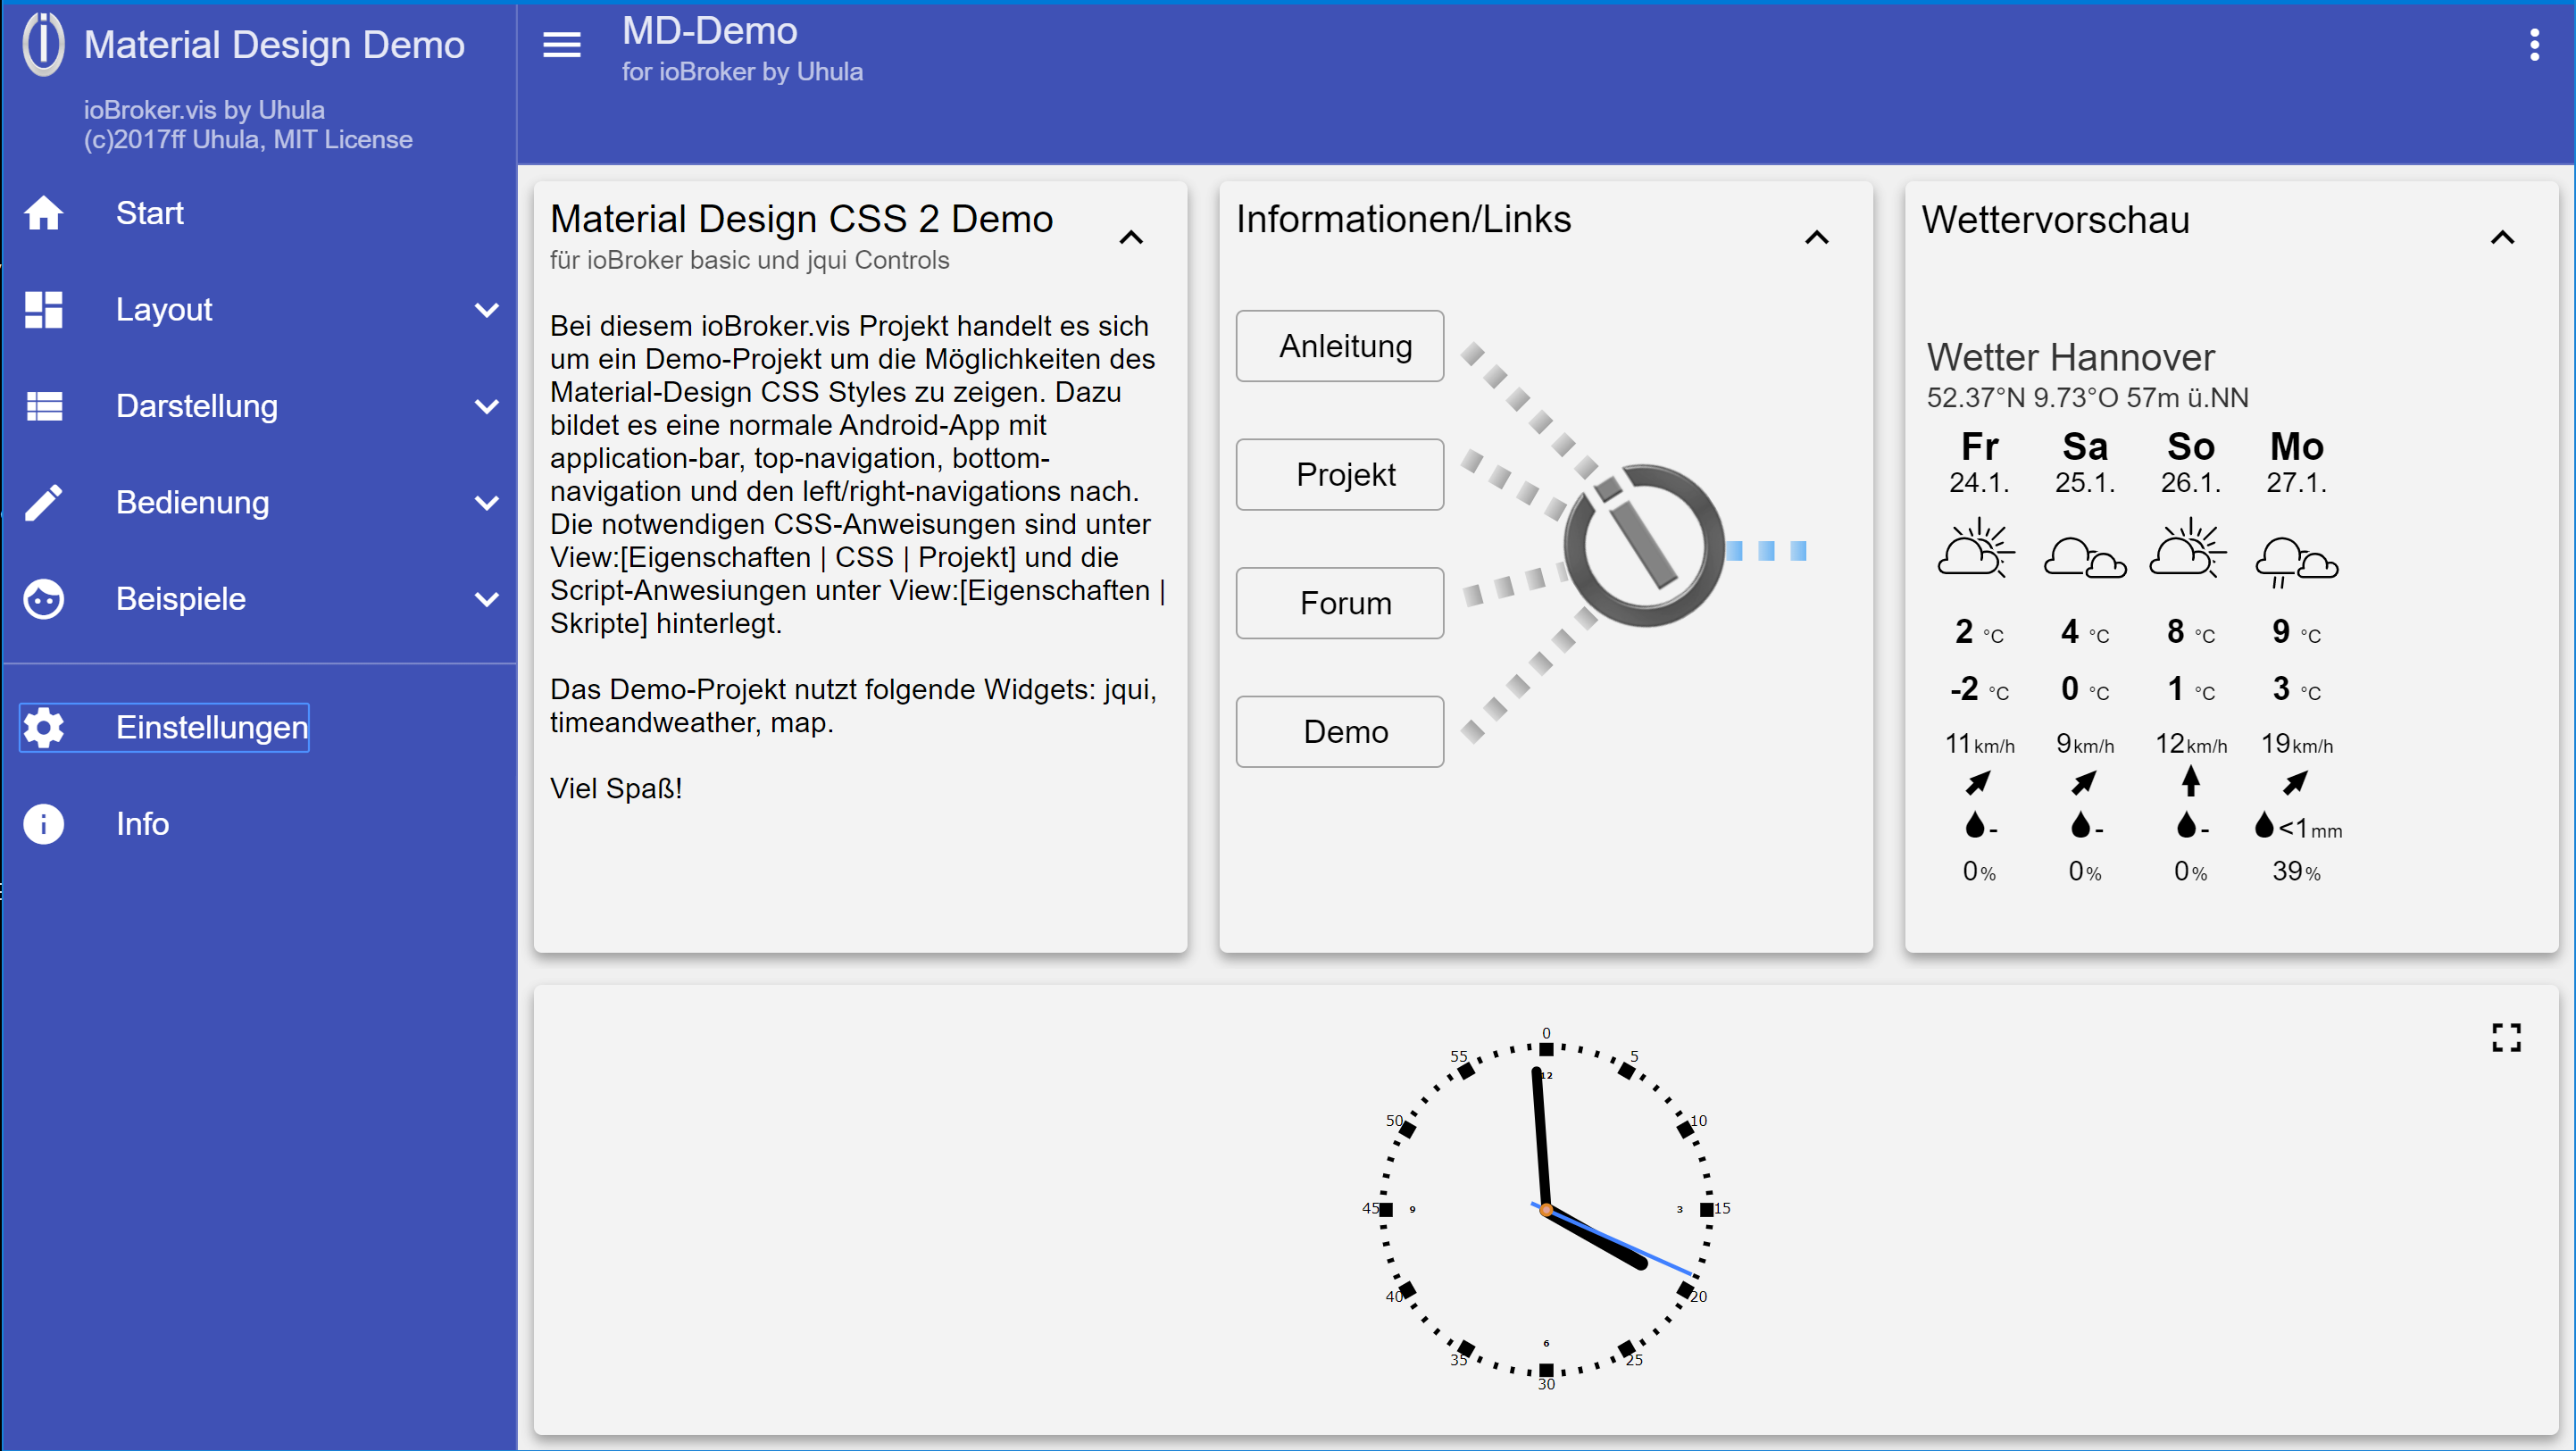 Material Design Demo
ioBroker.vis by Uhula
(c)2017ff Uhula, MIT License
Start
Layout
Darstellung
Bedienung
Beispiele
Einstellungen
Info
MD-Demo
for ioBroker by Uhula
Material Design CSS 2 Demo
für ioBroker basic und jqui Controls
Bei diesem ioBroker.vis Projekt handelt es sich
um ein Demo-Projekt um die Möglichkeiten des
Material-Design CSS Styles zu zeigen. Dazu
bildet es eine normale Android-App mit
application-bar, top-navigation, bottom-
navigation und den left/right-navigations nach.
Die notwendigen CSS-Anweisungen sind unter
View:[Eigenschaften | CSS | Projekt] und die
Script-Anwesiungen unter View:[Eigenschaften |
Skripte] hinterlegt.
Das Demo-Projekt nutzt folgende Widgets: jqui,
timeandweather, map.
Viel Spaß!
Informationen/Links
Anleitung
Projekt
Forum
Demo
Wettervorschau
Wetter Hannover
52.37°N 9.73°O 57m ü.NN
Fr Sa So Mo
24.1. 25.1. 26.1. 27.1.
2 °C 4 °C 8 °C 9 °C
-2 °C 0 °C 1 °C 3 °C
11 km/h 9 km/h 12 km/h 19 km/h
- - - <1 mm
0 % 0 % 0 % 39 %
0
55 5
12
50 10
45 9 3 15
40 20
6
35 25
30